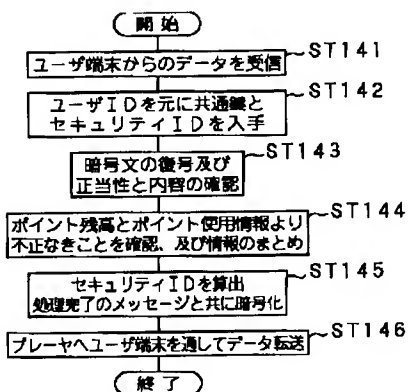 開始
ユーザ端末からのデータを受信
ST141
ユーザIDを元に共通鍵と
セキュリティIDを入手
ST142
暗号文の復号及び
正当性と内容の確認
ST143
ポイント残高とポイント使用情報より
不正なきことを確認、及び情報のまとめ
ST144
セキュリティIDを算出
処理完了のメッセージと共に暗号化
ST145
プレーヤへユーザ端末を通してデータ転送
ST146
終了